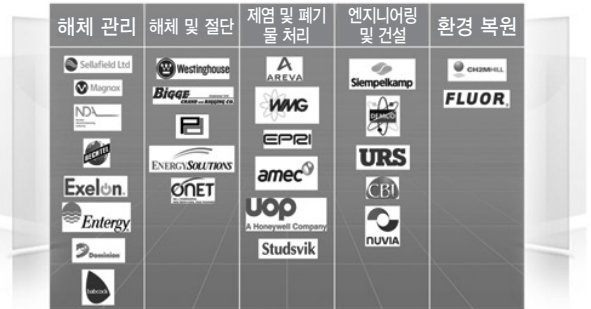 해체 관리
해체 및 절단
제염 및 폐기
물 처리
엔지니어링
및 건설
환경 복원
Sellafield Ltd
Magnox
NDA
BECHTEL
Exelon.
Entergy
Dominion
babcock
Westinghouse
BIGGE
CRANE and RIGGING CO.
ENERGYSOLUTIONS
ONET
AREVA
WMG
EPRI
amec
uop
A Honeywell Company
Studsvik
Siempelkamp
DEMCO
URS
CBI
NUVIA
CH2MHILL
FLUOR.